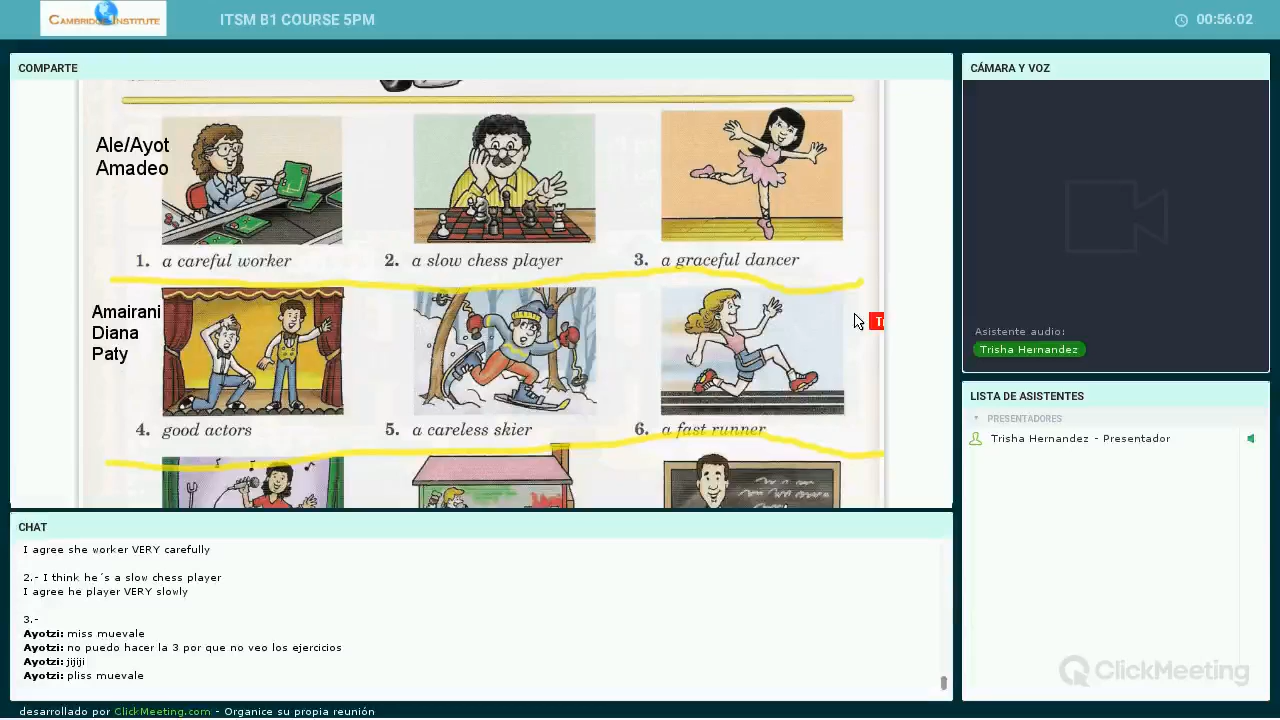 CAMBRIDGE INSTITUTE
ITSM B1 COURSE 5PM
00:56:02
COMPARTE
CÁMARA Y VOZ
Ale/Ayot
Amadeo
1. a careful worker
2. a slow chess player
3. a graceful dancer
Amairani
Diana
Paty
4. good actors
5. a careless skier
6. a fast runner
Asistente audio:
Trisha Hernandez
LISTA DE ASISTENTES
PRESENTADORES
Trisha Hernandez - Presentador
CHAT
I agree she worker VERY carefully
2.- I think he´s a slow chess player
I agree he player VERY slowly
3.-
Ayotzi: miss muevale
Ayotzi: no puedo hacer la 3 por que no veo los ejercicios
Ayotzi: jijiji
Ayotzi: pliss muevale
ClickMeeting
desarrollado por ClickMeeting.com - Organice su propia reunión